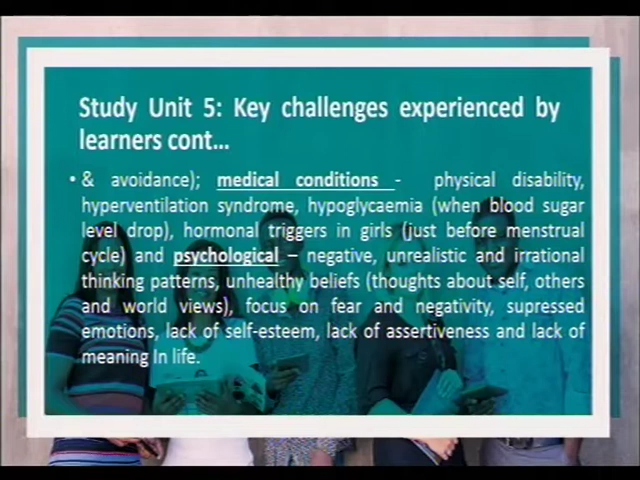 Study Unit 5: Key challenges experienced by
learners cont...
• & avoidance); medical conditions - physical disability,
hyperventilation syndrome, hypoglycaemia (when blood sugar
level drop), hormonal triggers in girls (just before menstrual
cycle) and psychological – negative, unrealistic and irrational
thinking patterns, unhealthy beliefs (thoughts about self, others
and world views), focus on fear and negativity, supressed
emotions, lack of self-esteem, lack of assertiveness and lack of
meaning In life.